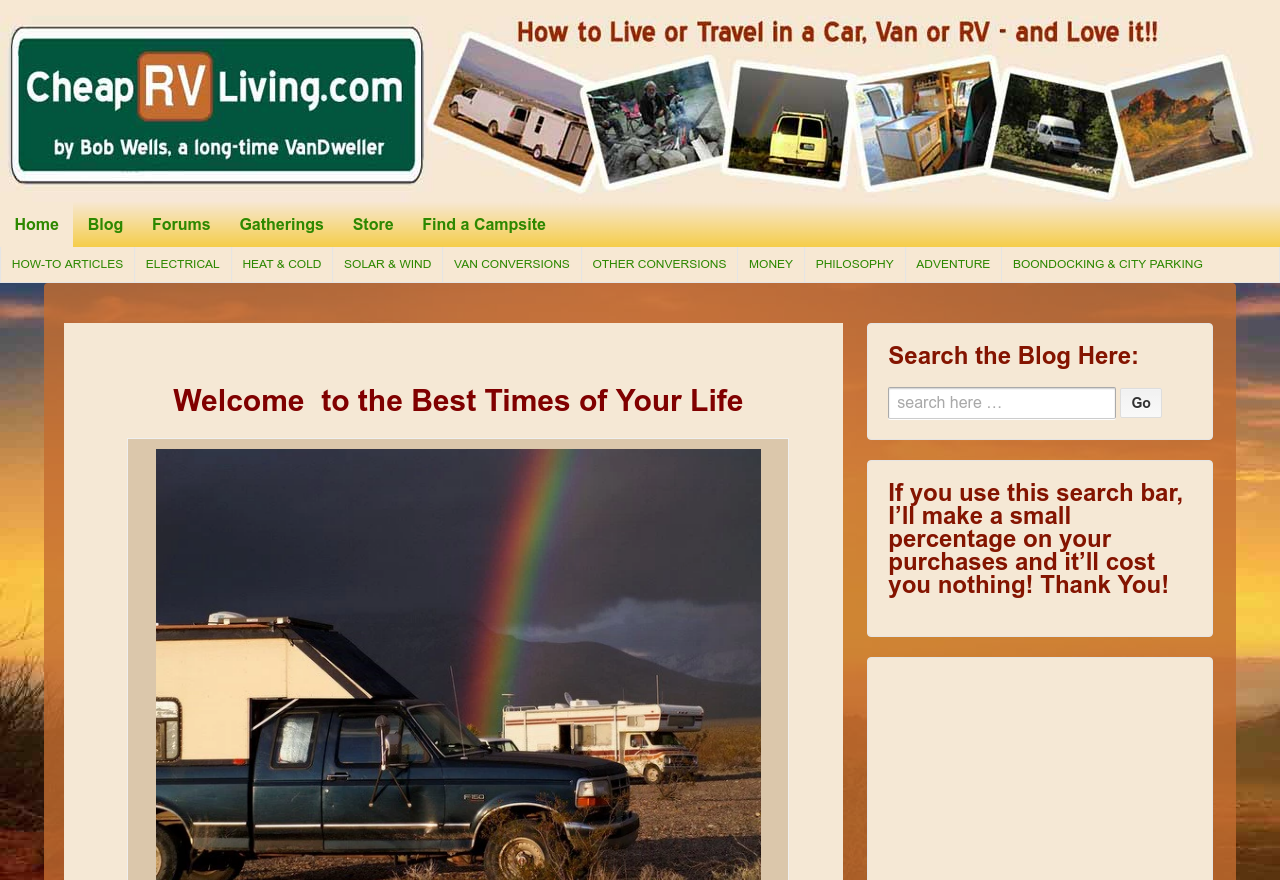 How to Live or Travel in a Car, Van or RV - and Love it!!
Cheap RV Living.com
by Bob Wells, a long-time VanDweller
Home Blog Forums Gatherings Store Find a Campsite
HOW-TO ARTICLES ELECTRICAL HEAT & COLD SOLAR & WIND VAN CONVERSIONS OTHER CONVERSIONS MONEY PHILOSOPHY ADVENTURE BOONDOCKING & CITY PARKING
Welcome  to the Best Times of Your Life
F150
Search the Blog Here:
search here …
Go
If you use this search bar,
I’ll make a small
percentage on your
purchases and it’ll cost
you nothing! Thank You!